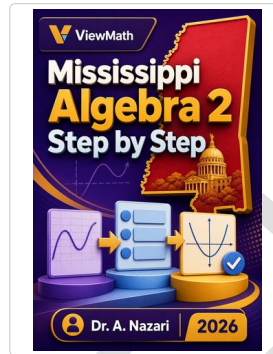 ViewMath
Mississippi
Algebra 2
Step by Step
Dr. A. Nazari
2026